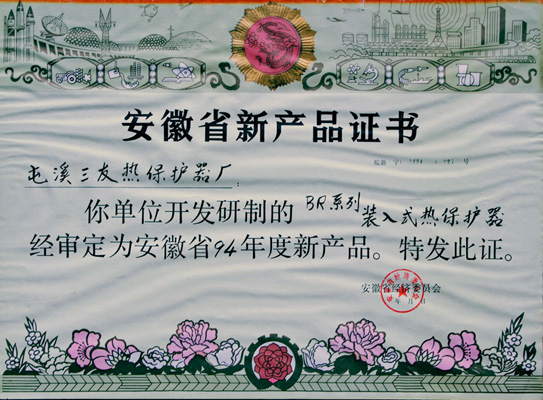 安徽省新产品证书
屯溪三友热保护器厂：
你单位开发研制的BR系列装入式热保护器
经审定为安徽省94年度新产品。特发此证。
安徽省经济委员会
年 月 日